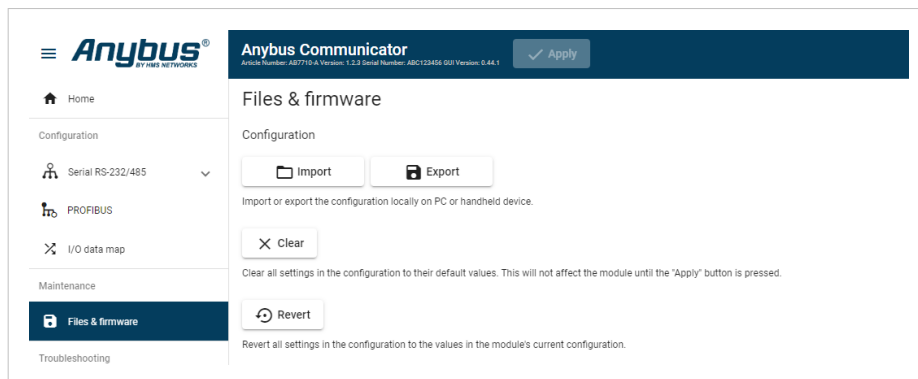 Anybus®
BY HMS NETWORKS
Anybus Communicator
Article Number: AB7710-A Version: 1.2.3 Serial Number: ABC123456 GUI Version: 0.44.1
Apply
Home
Configuration
Serial RS-232/485
PROFIBUS
I/O data map
Maintenance
Files & firmware
Troubleshooting
Files & firmware
Configuration
Import
Export
Import or export the configuration locally on PC or handheld device.
Clear
Clear all settings in the configuration to their default values. This will not affect the module until the "Apply" button is pressed.
Revert
Revert all settings in the configuration to the values in the module's current configuration.